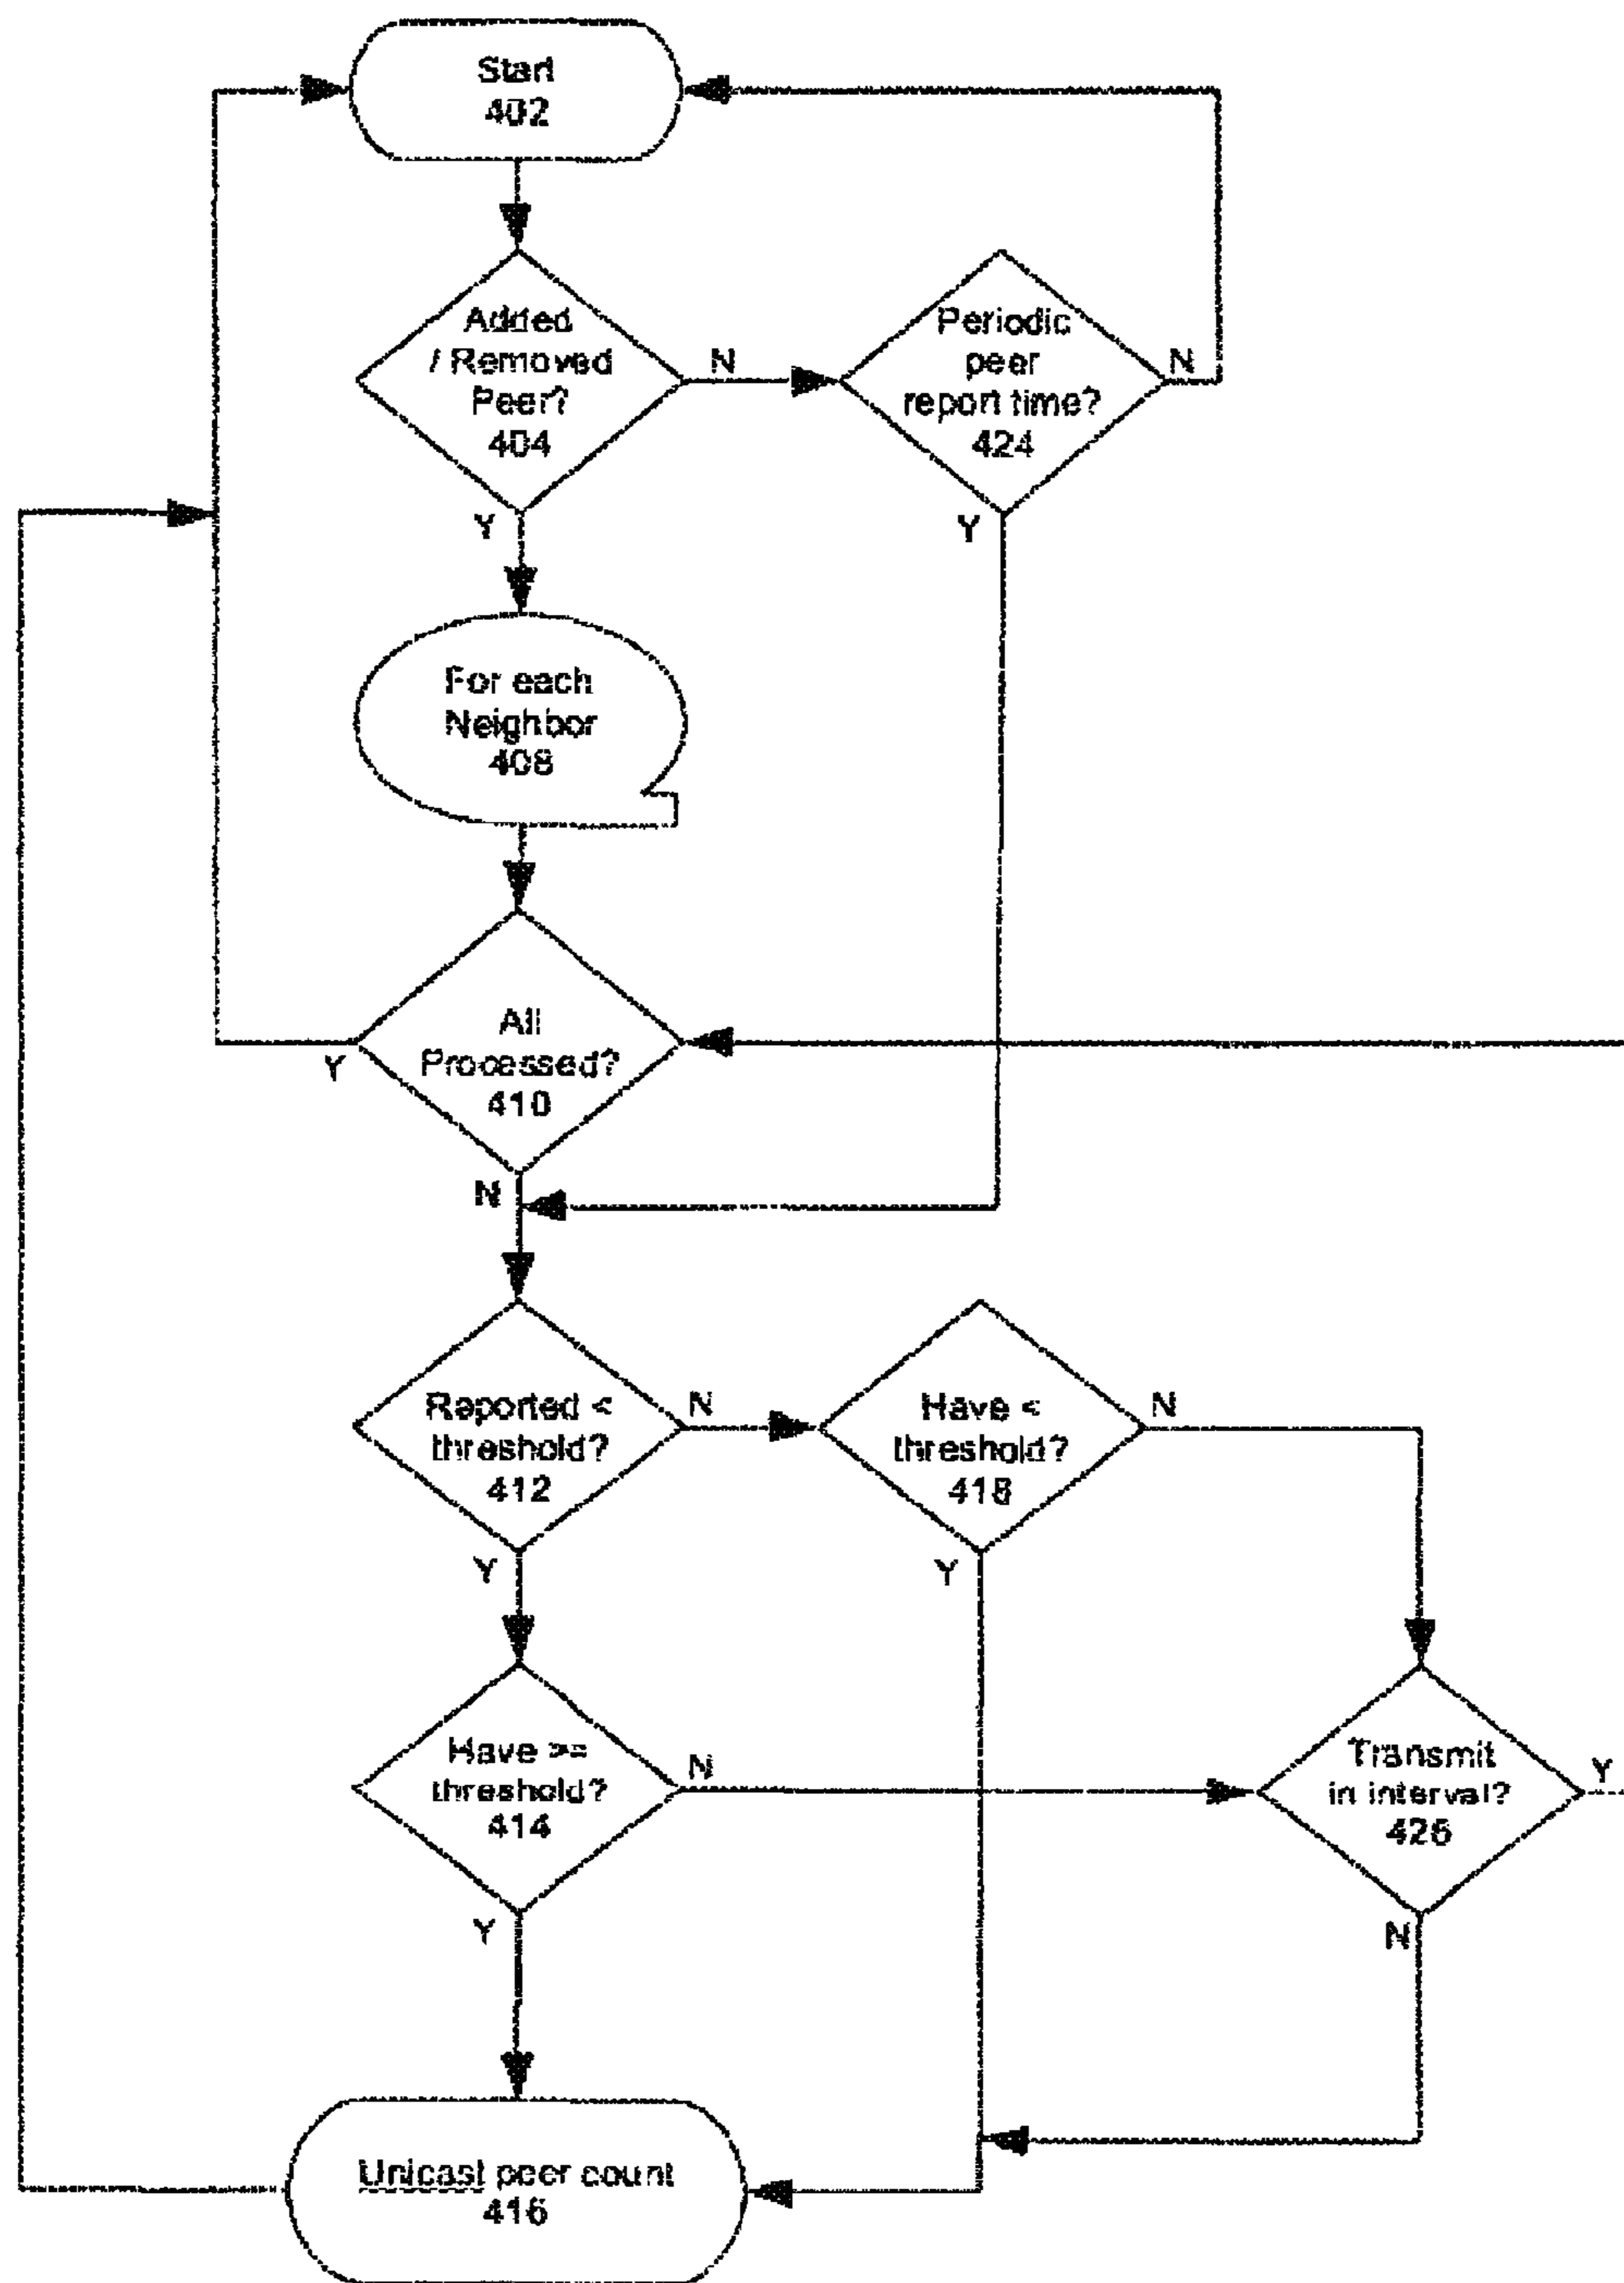 Start
402
Added
/ Removed
Peer?
404
N
Y
Periodic
peer
report time?
424
N
Y
For each
Neighbor
408
All
Processed?
410
Y
N
Reported <
threshold?
412
N
Y
Have <
threshold?
418
N
Y
Have >=
threshold?
414
N
Y
Transmit
in interval?
426
Y
N
Unicast peer count
416